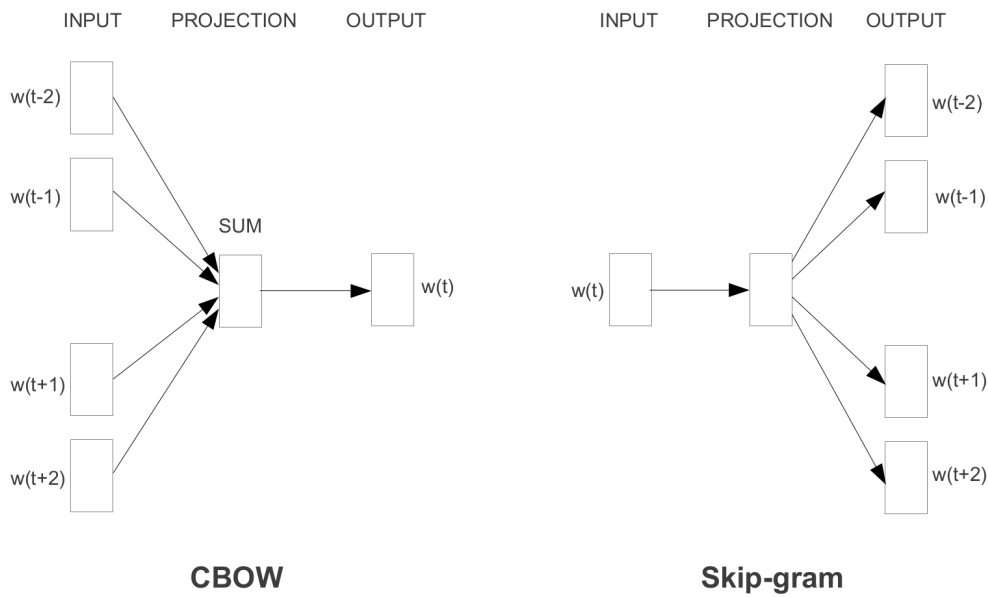 INPUT PROJECTION OUTPUT
w(t-2)
w(t-1)
SUM
w(t)
w(t+1)
w(t+2)
CBOW
INPUT PROJECTION OUTPUT
w(t-2)
w(t-1)
w(t)
w(t+1)
w(t+2)
Skip-gram